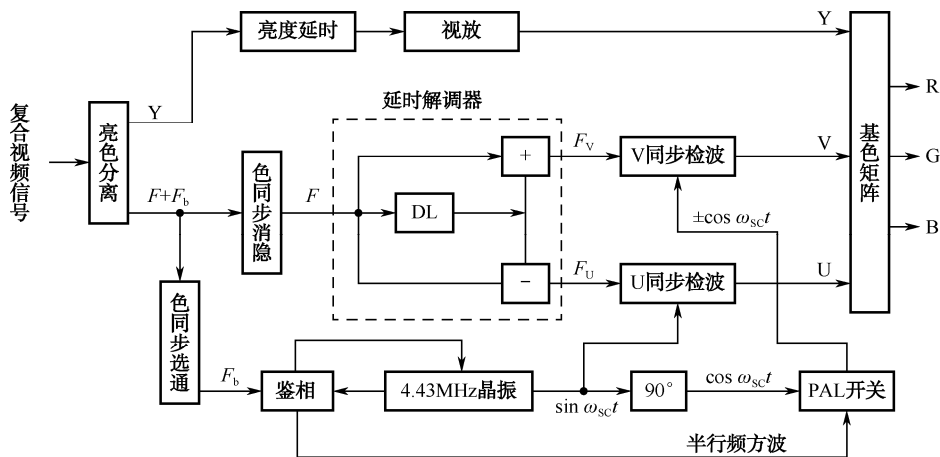 复合视频信号
亮色分离
Y
亮度延时
视放
Y
基色矩阵
R
G
B
延时解调器
F+F_b
色同步消隐
F
DL
+
−
F_V
V同步检波
V
±cos ω_SC t
F_U
U同步检波
U
色同步选通
F_b
鉴相
4.43MHz晶振
sin ω_SC t
90°
cos ω_SC t
PAL开关
半行频方波